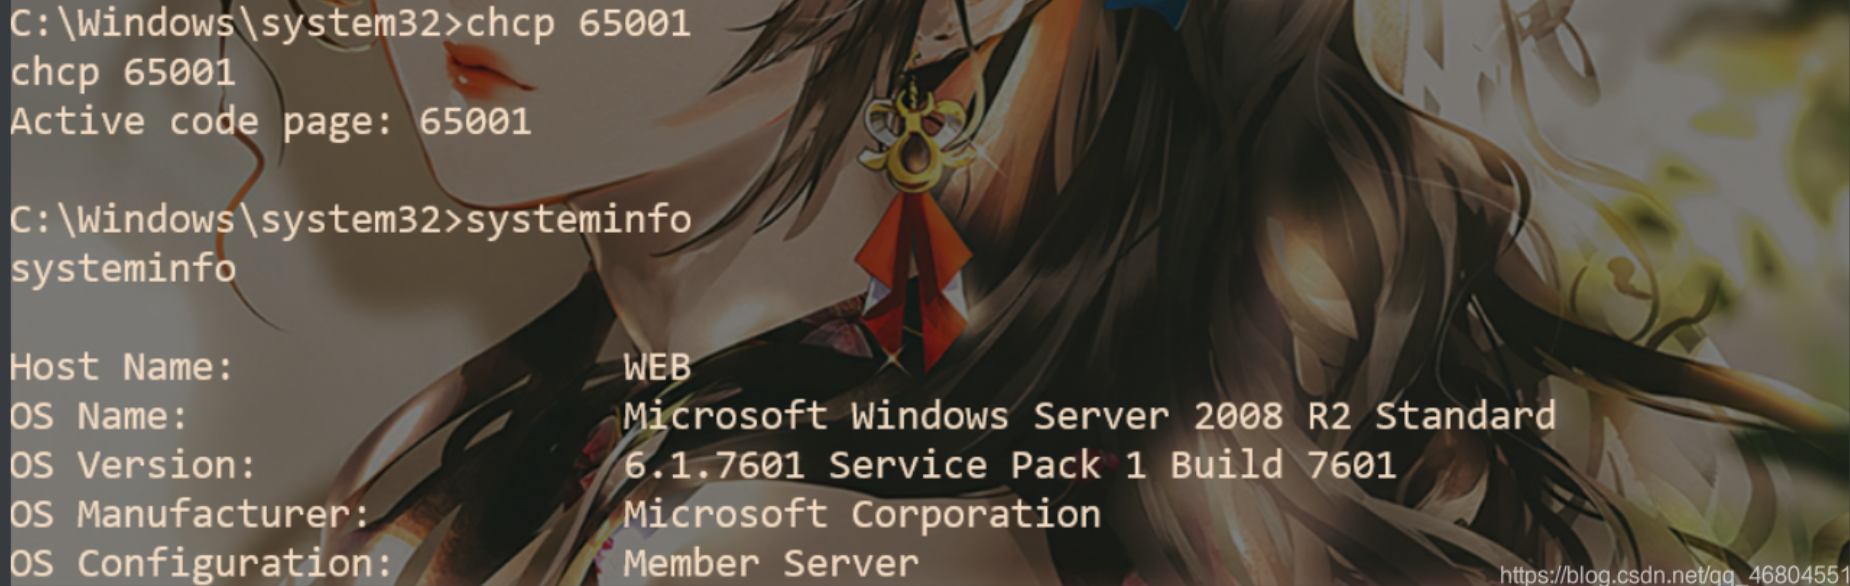 C:\Windows\system32>chcp 65001
chcp 65001
Active code page: 65001
C:\Windows\system32>systeminfo
systeminfo
Host Name: WEB
OS Name: Microsoft Windows Server 2008 R2 Standard
OS Version: 6.1.7601 Service Pack 1 Build 7601
OS Manufacturer: Microsoft Corporation
OS Configuration: Member Server
https://blog.csdn.net/qq_46804551